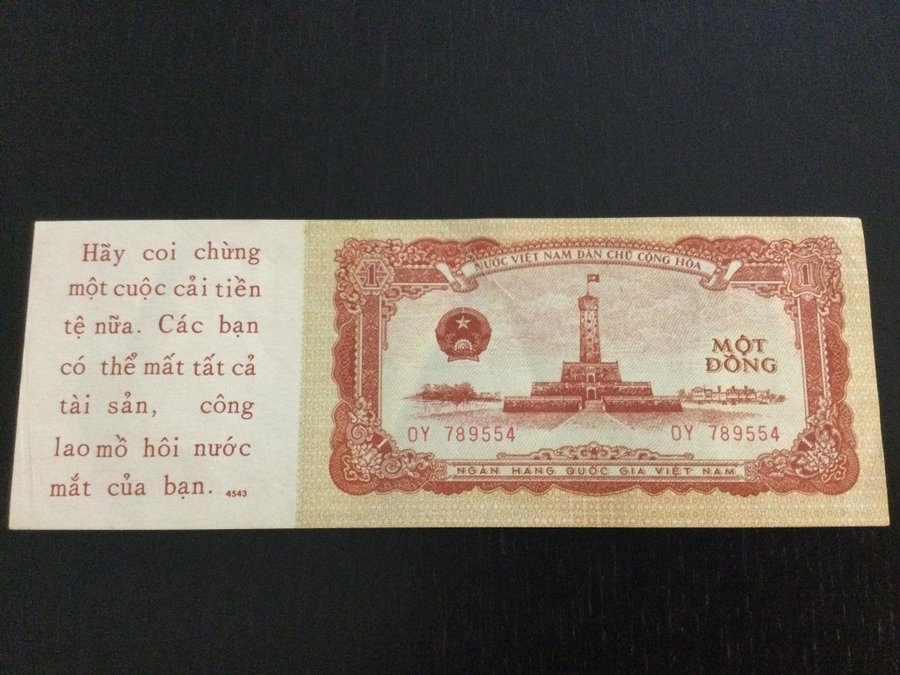 Hãy coi chừng
một cuộc cải tiền
tệ nữa. Các bạn
có thể mất tất cả
tài sản, công
lao mồ hôi nước
mắt của bạn. 4543
1
NƯỚC VIỆT NAM DÂN CHỦ CỘNG HÒA
1
MỘT
ĐỒNG
OY 789554
OY 789554
NGÂN HÀNG QUỐC GIA VIỆT NAM